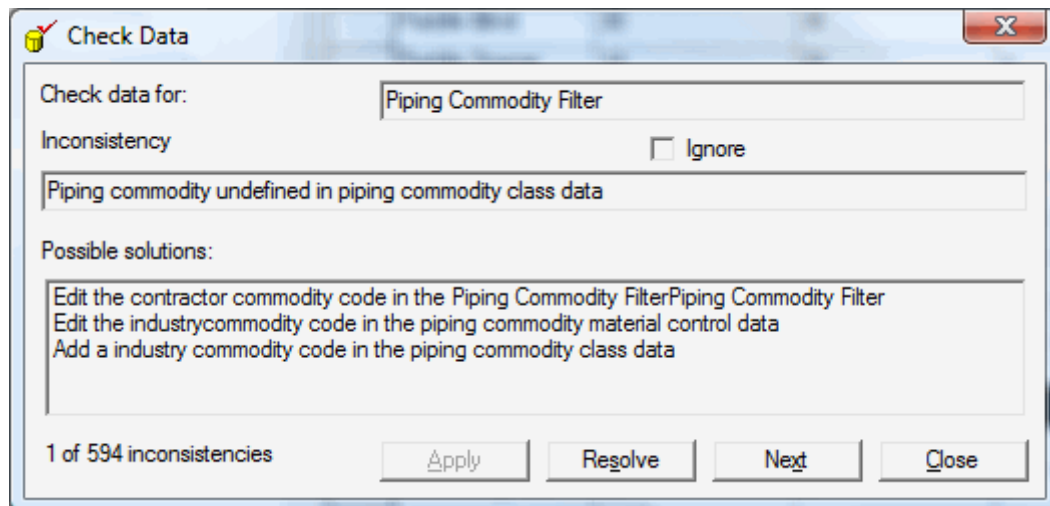 Check Data
Check data for: Piping Commodity Filter
Inconsistency Ignore
Piping commodity undefined in piping commodity class data
Possible solutions:
Edit the contractor commodity code in the Piping Commodity FilterPiping Commodity Filter
Edit the industrycommodity code in the piping commodity material control data
Add a industry commodity code in the piping commodity class data
1 of 594 inconsistencies Apply Resolve Next Close